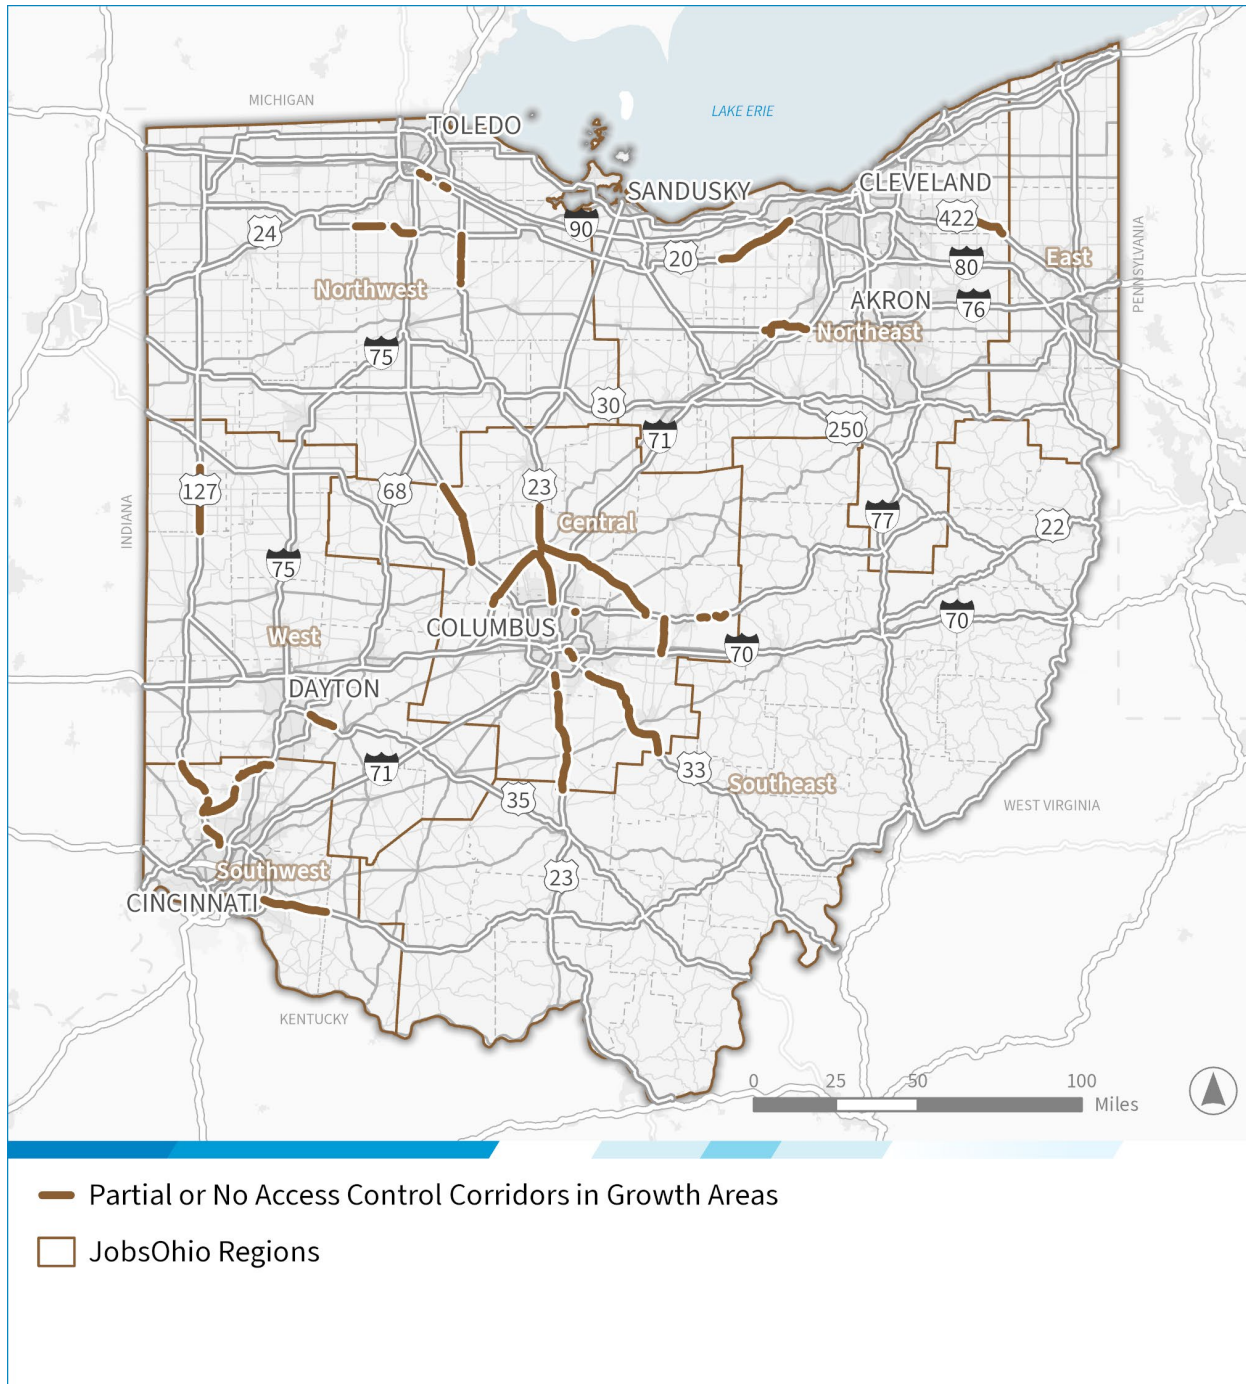 MICHIGAN
LAKE ERIE
TOLEDO
SANDUSKY
CLEVELAND
422
90
24
20
80
East
PENNSYLVANIA
Northwest
AKRON
76
Northeast
75
30
71
250
127
68
23
Central
77
22
INDIANA
75
70
COLUMBUS
West
70
DAYTON
71
33
Southeast
35
WEST VIRGINIA
Southwest
23
CINCINNATI
KENTUCKY
0 25 50 100
Miles
Partial or No Access Control Corridors in Growth Areas
JobsOhio Regions